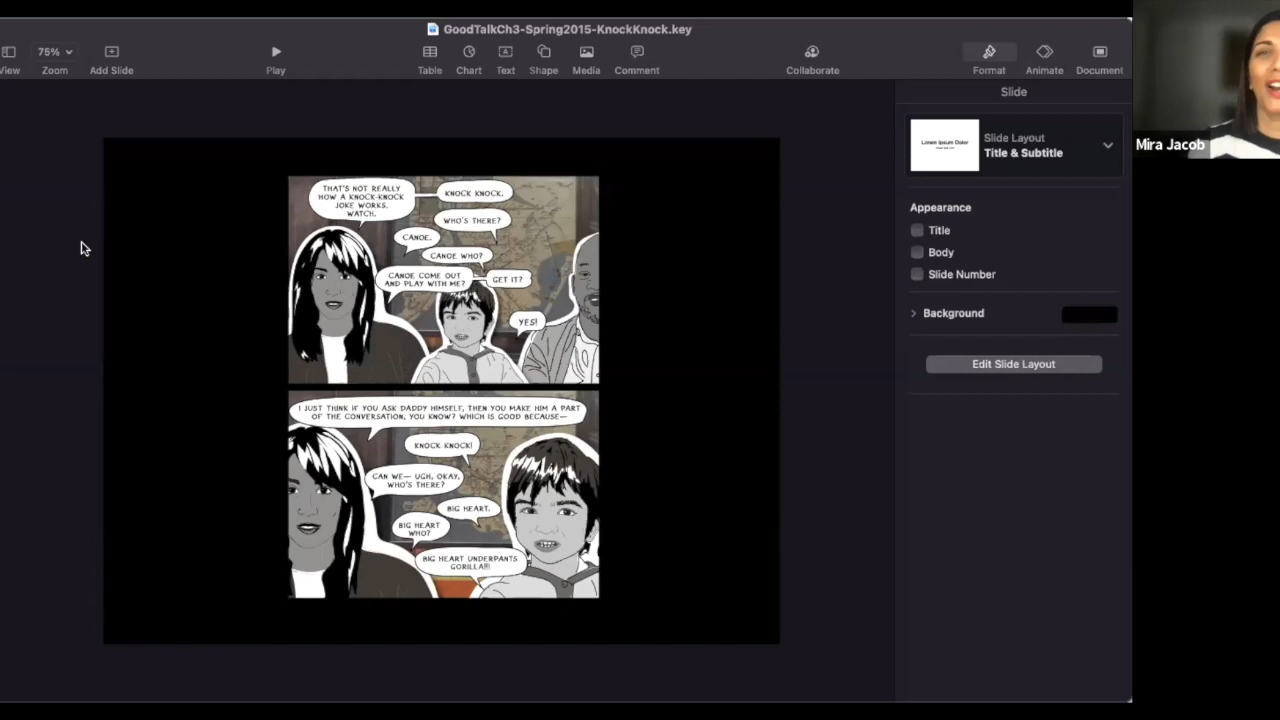 GoodTalkCh3-Spring2015-KnockKnock.key
75%
View
Zoom
Add Slide
Play
Table
Chart
Text
Shape
Media
Comment
Collaborate
Format
Animate
Document
Slide
Lorem Ipsum Dolor
Slide Layout
Title & Subtitle
Appearance
Title
Body
Slide Number
Background
Edit Slide Layout
Mira Jacob
THAT'S NOT REALLY
HOW A KNOCK-KNOCK
JOKE WORKS.
WATCH.
KNOCK KNOCK.
WHO'S THERE?
CANOE.
CANOE WHO?
CANOE COME OUT
AND PLAY WITH ME?
GET IT?
YES!
I JUST THINK IF YOU ASK DADDY HIMSELF, THEN YOU MAKE HIM A PART
OF THE CONVERSATION, YOU KNOW? WHICH IS GOOD BECAUSE—
KNOCK KNOCK!
CAN WE— UGH, OKAY,
WHO'S THERE?
BIG HEART.
BIG HEART
WHO?
BIG HEART UNDERPANTS
GORILLA!!!